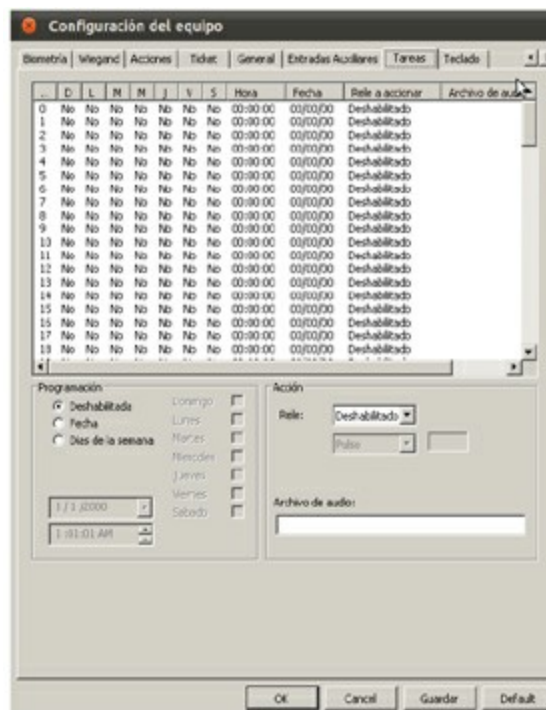 Configuración del equipo
Biometría Wiegand Acciones Ticket General Entradas Auxiliares Tareas Teclado
... D L M M J V S Hora Fecha Rele a accionar Archivo de aud
0 No No No No No No No 00:00:00 00/00/00 Deshabilitado
1 No No No No No No No 00:00:00 00/00/00 Deshabilitado
2 No No No No No No No 00:00:00 00/00/00 Deshabilitado
3 No No No No No No No 00:00:00 00/00/00 Deshabilitado
4 No No No No No No No 00:00:00 00/00/00 Deshabilitado
5 No No No No No No No 00:00:00 00/00/00 Deshabilitado
6 No No No No No No No 00:00:00 00/00/00 Deshabilitado
7 No No No No No No No 00:00:00 00/00/00 Deshabilitado
8 No No No No No No No 00:00:00 00/00/00 Deshabilitado
9 No No No No No No No 00:00:00 00/00/00 Deshabilitado
10 No No No No No No No 00:00:00 00/00/00 Deshabilitado
11 No No No No No No No 00:00:00 00/00/00 Deshabilitado
12 No No No No No No No 00:00:00 00/00/00 Deshabilitado
13 No No No No No No No 00:00:00 00/00/00 Deshabilitado
14 No No No No No No No 00:00:00 00/00/00 Deshabilitado
15 No No No No No No No 00:00:00 00/00/00 Deshabilitado
16 No No No No No No No 00:00:00 00/00/00 Deshabilitado
17 No No No No No No No 00:00:00 00/00/00 Deshabilitado
18 No No No No No No No 00:00:00 00/00/00 Deshabilitado
Programación
Deshabilitada
Fecha
Dias de la semana
Domingo
Lunes
Martes
Miercoles
Jueves
Viernes
Sabado
1 / 1 /2000
1 :01:01 AM
Acción
Rele: Deshabilitado
Pulso
Archivo de audio:
OK Cancel Guardar Default